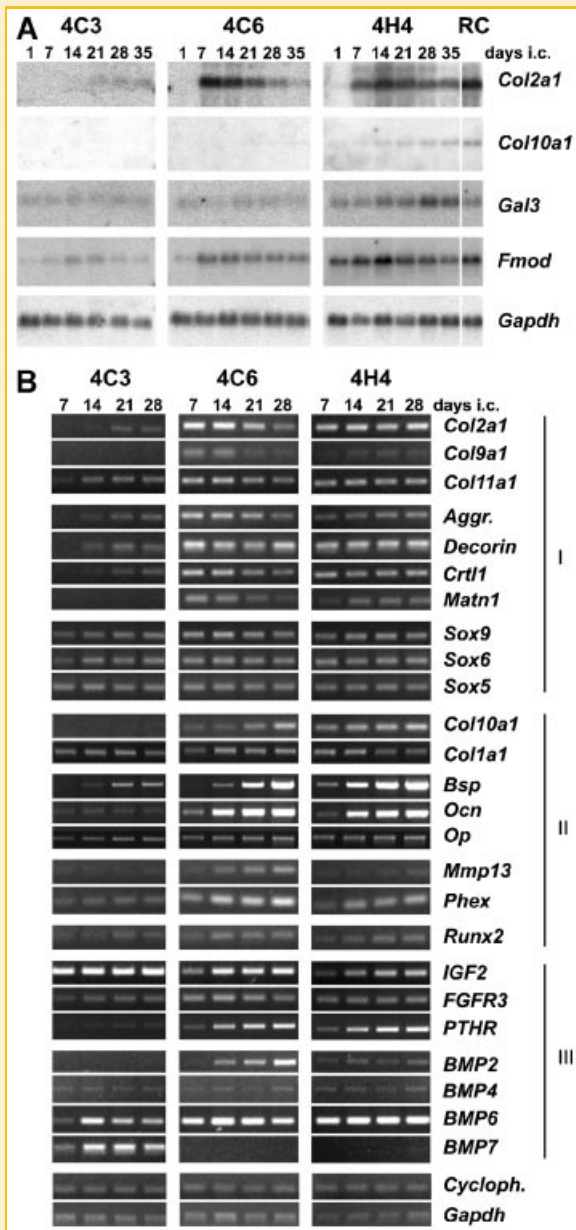 A 4C3 4C6 4H4 RC
1 7 14 21 28 35 1 7 14 21 28 35 1 7 14 21 28 35 days i.c.
Col2a1
Col10a1
Gal3
Fmod
Gapdh
B 4C3 4C6 4H4
7 14 21 28 7 14 21 28 7 14 21 28 days i.c.
Col2a1
Col9a1
Col11a1
Aggr.
Decorin
Crtl1
Matn1
Sox9
Sox6
Sox5
I
Col10a1
Col1a1
Bsp
Ocn
Op
Mmp13
Phex
Runx2
II
IGF2
FGFR3
PTHR
BMP2
BMP4
BMP6
BMP7
III
Cycloph.
Gapdh